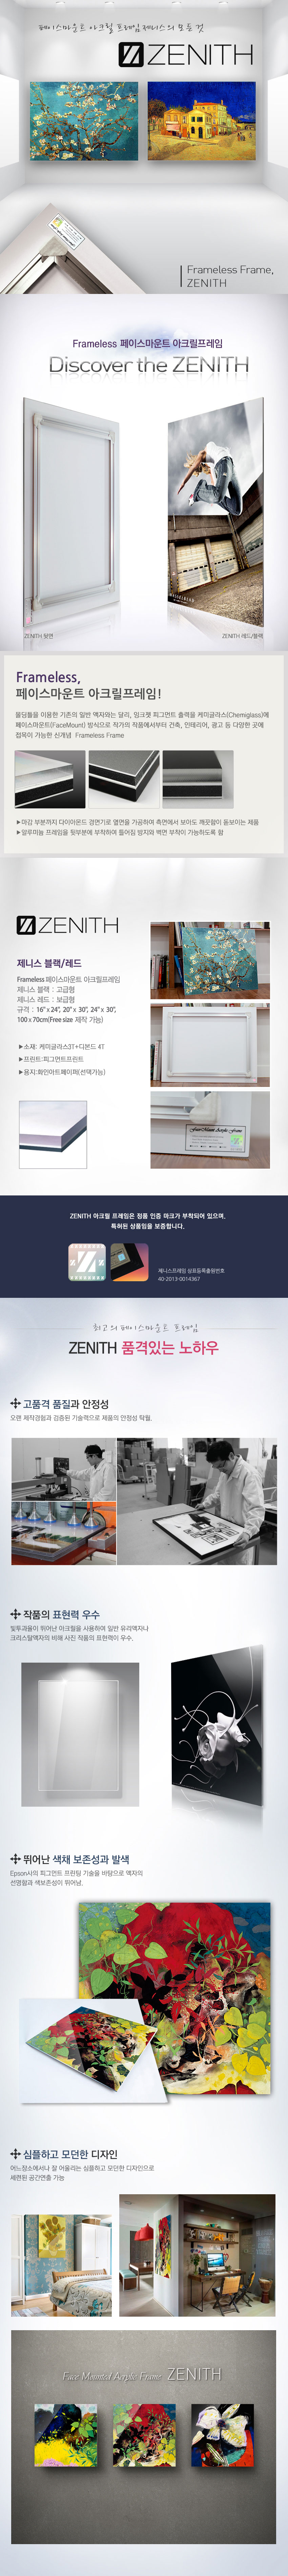 페이스마운트 아크릴 프레임 제니스의 모든 것
ZENITH
Frameless Frame,
ZENITH
Frameless 페이스마운트 아크릴프레임
Discover the ZENITH
ZENITH 뒷면
ZENITH 레드/블랙
Frameless,
페이스마운트 아크릴프레임!
몰딩들을 이용한 기존의 일반 액자와는 달리, 잉크젯 피그먼트 출력을 케미글라스(Chemiglass)에
페이스마운트(FaceMount) 방식으로 작가의 작품에서부터 건축, 인테리어, 광고 등 다양한 곳에
접목이 가능한 신개념 Frameless Frame
▶마감 부분까지 다이아몬드 경면기로 옆면을 가공하여 측면에서 보아도 깨끗함이 돋보이는 제품
▶알루미늄 프레임을 뒷부분에 부착하여 틀어짐 방지와 벽면 부착이 가능하도록 함
ZENITH
제니스 블랙/레드
Frameless 페이스마운트 아크릴프레임
제니스 블랙 : 고급형
제니스 레드 : 보급형
규격 : 16" x 24", 20" x 30", 24" x 30",
100 x 70cm(Free size 제작 가능)
▶소재: 케미글라스3T+디본드 4T
▶프린트:피그먼트프린트
▶용지:화인아트페이퍼(선택가능)
ZENITH 아크릴 프레임은 정품 인증 마크가 부착되어 있으며,
특허된 상품임을 보증합니다.
제니스프레임 상표등록출원번호
40-2013-0014367
최고의 페이스마운트 프레임
ZENITH 품격있는 노하우
고품격 품질과 안정성
오랜 제작경험과 검증된 기술력으로 제품의 안정성 탁월.
작품의 표현력 우수
빛투과율이 뛰어난 아크릴을 사용하여 일반 유리액자나
크리스탈액자의 비해 사진 작품의 표현력이 우수.
뛰어난 색채 보존성과 발색
Epson사의 피그먼트 프린팅 기술을 바탕으로 액자의
선명함과 색보존성이 뛰어남.
심플하고 모던한 디자인
어느장소에서나 잘 어울리는 심플하고 모던한 디자인으로
세련된 공간연출 가능
Face Mounted Acrylic Frame ZENITH